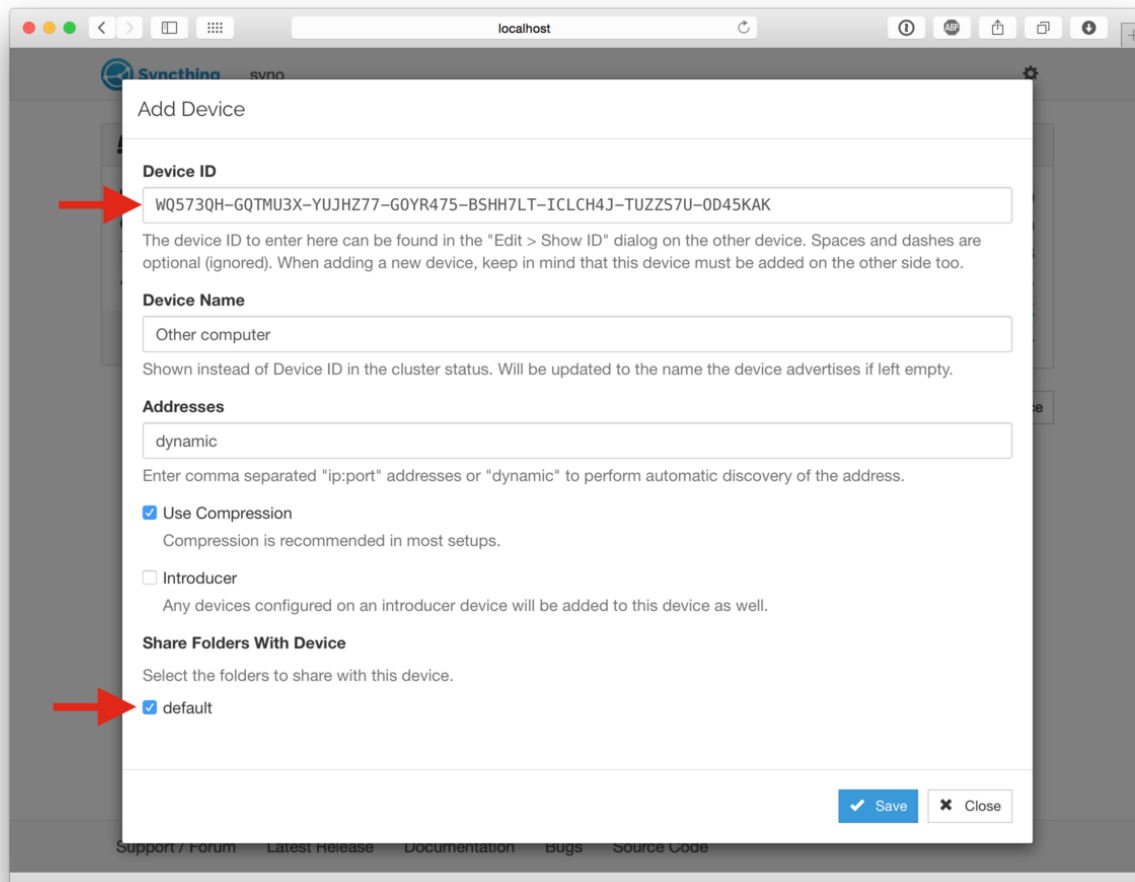 localhost
ABP
Syncthing syno
Add Device
Device ID
WQ573QH-GQTMU3X-YUJHZ77-GOYR475-BSHH7LT-ICLCH4J-TUZZS7U-OD45KAK
The device ID to enter here can be found in the "Edit > Show ID" dialog on the other device. Spaces and dashes are
optional (ignored). When adding a new device, keep in mind that this device must be added on the other side too.
Device Name
Other computer
Shown instead of Device ID in the cluster status. Will be updated to the name the device advertises if left empty.
Addresses
dynamic
Enter comma separated "ip:port" addresses or "dynamic" to perform automatic discovery of the address.
Use Compression
Compression is recommended in most setups.
Introducer
Any devices configured on an introducer device will be added to this device as well.
Share Folders With Device
Select the folders to share with this device.
default
Save Close
Support / Forum Latest Release Documentation Bugs Source Code